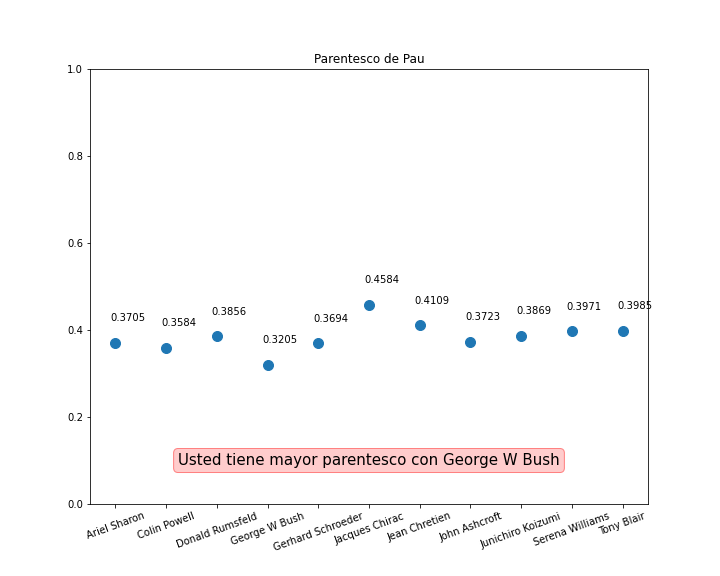 Parentesco de Pau
1.0
0.8
0.6
0.4
0.2
0.0
0.3705
0.3584
0.3856
0.3205
0.3694
0.4584
0.4109
0.3723
0.3869
0.3971
0.3985
Usted tiene mayor parentesco con George W Bush
Ariel Sharon
Colin Powell
Donald Rumsfeld
George W Bush
Gerhard Schroeder
Jacques Chirac
Jean Chretien
John Ashcroft
Junichiro Koizumi
Serena Williams
Tony Blair